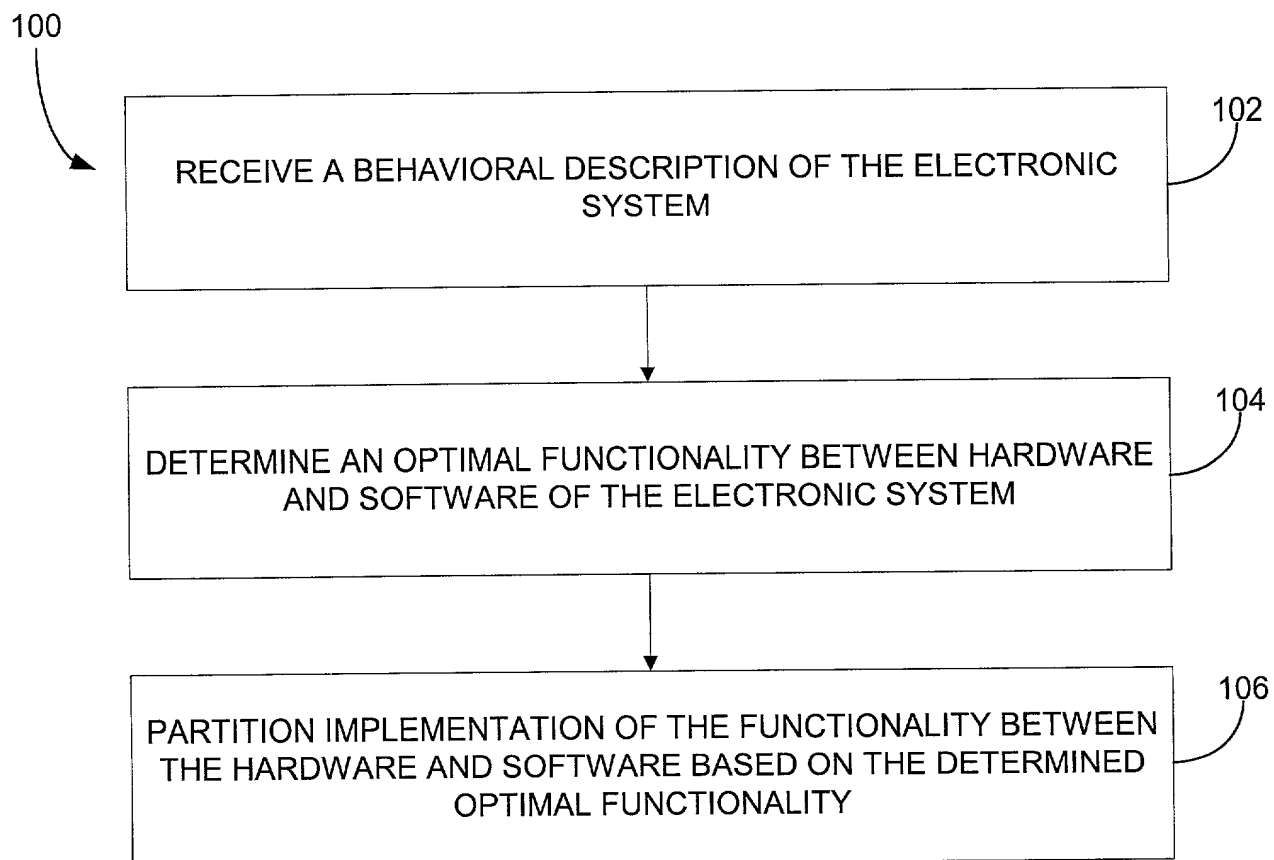 100
102
RECEIVE A BEHAVIORAL DESCRIPTION OF THE ELECTRONIC
SYSTEM
104
DETERMINE AN OPTIMAL FUNCTIONALITY BETWEEN HARDWARE
AND SOFTWARE OF THE ELECTRONIC SYSTEM
106
PARTITION IMPLEMENTATION OF THE FUNCTIONALITY BETWEEN
THE HARDWARE AND SOFTWARE BASED ON THE DETERMINED
OPTIMAL FUNCTIONALITY